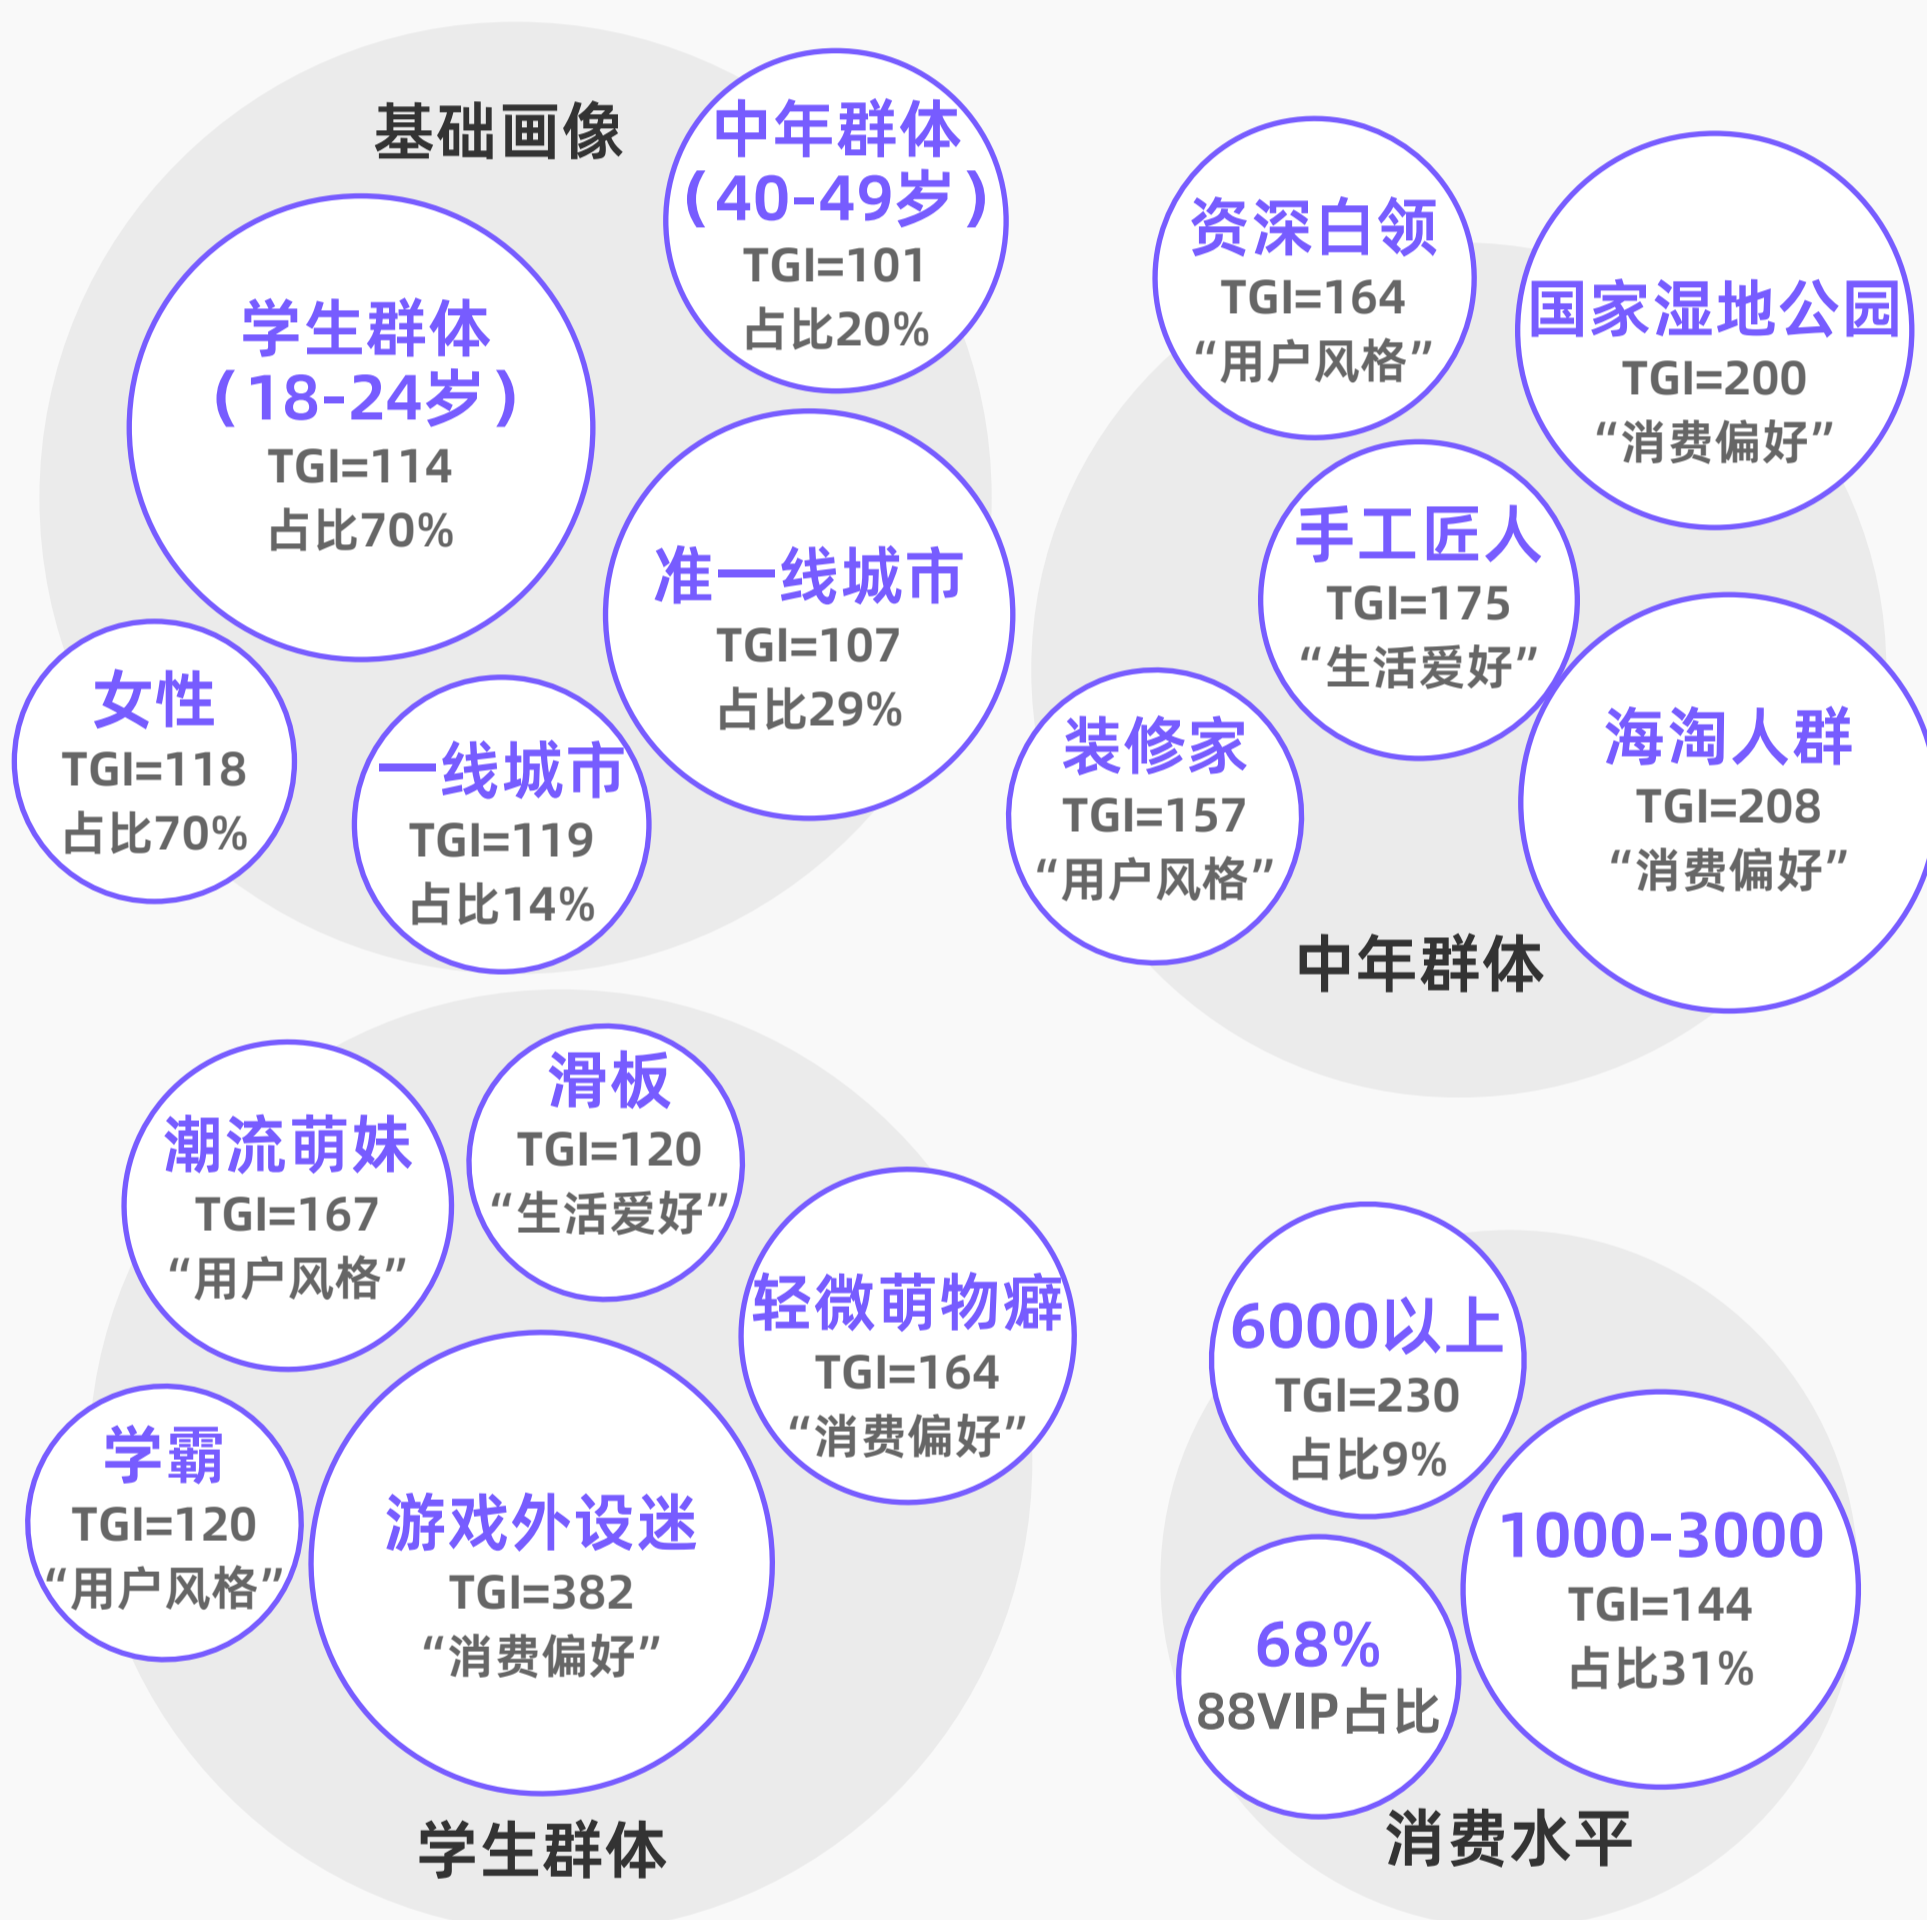 基础画像
中年群体
(40-49岁)
TGI=101
占比20%
学生群体
(18-24岁)
TGI=114
占比70%
准一线城市
TGI=107
占比29%
女性
TGI=118
占比70%
一线城市
TGI=119
占比14%
资深白领
TGI=164
“用户风格”
国家湿地公园
TGI=200
“消费偏好”
手工匠人
TGI=175
“生活爱好”
装修家
TGI=157
“用户风格”
海淘人群
TGI=208
“消费偏好”
中年群体
潮流萌妹
TGI=167
“用户风格”
滑板
TGI=120
“生活爱好”
轻微萌物癖
TGI=164
“消费偏好”
学霸
TGI=120
“用户风格”
游戏外设迷
TGI=382
“消费偏好”
学生群体
6000以上
TGI=230
占比9%
1000-3000
TGI=144
占比31%
68%
88VIP占比
消费水平